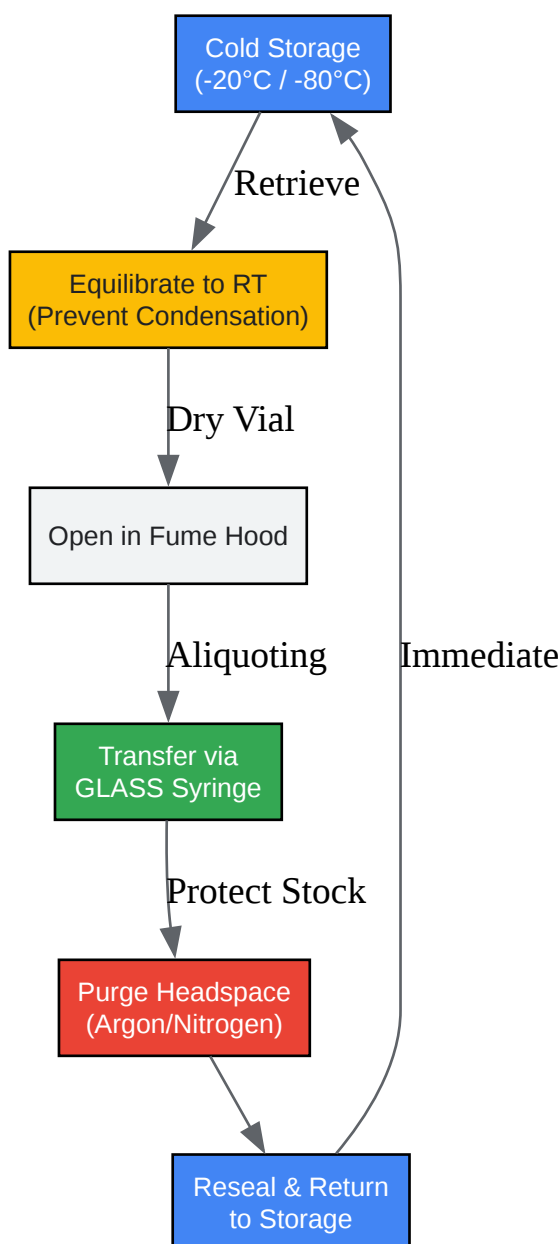 Cold Storage
(-20°C / -80°C)
Retrieve
Equilibrate to RT
(Prevent Condensation)
Dry Vial
Open in Fume Hood
Aliquoting
Immediate
Transfer via
GLASS Syringe
Protect Stock
Purge Headspace
(Argon/Nitrogen)
Reseal & Return
to Storage